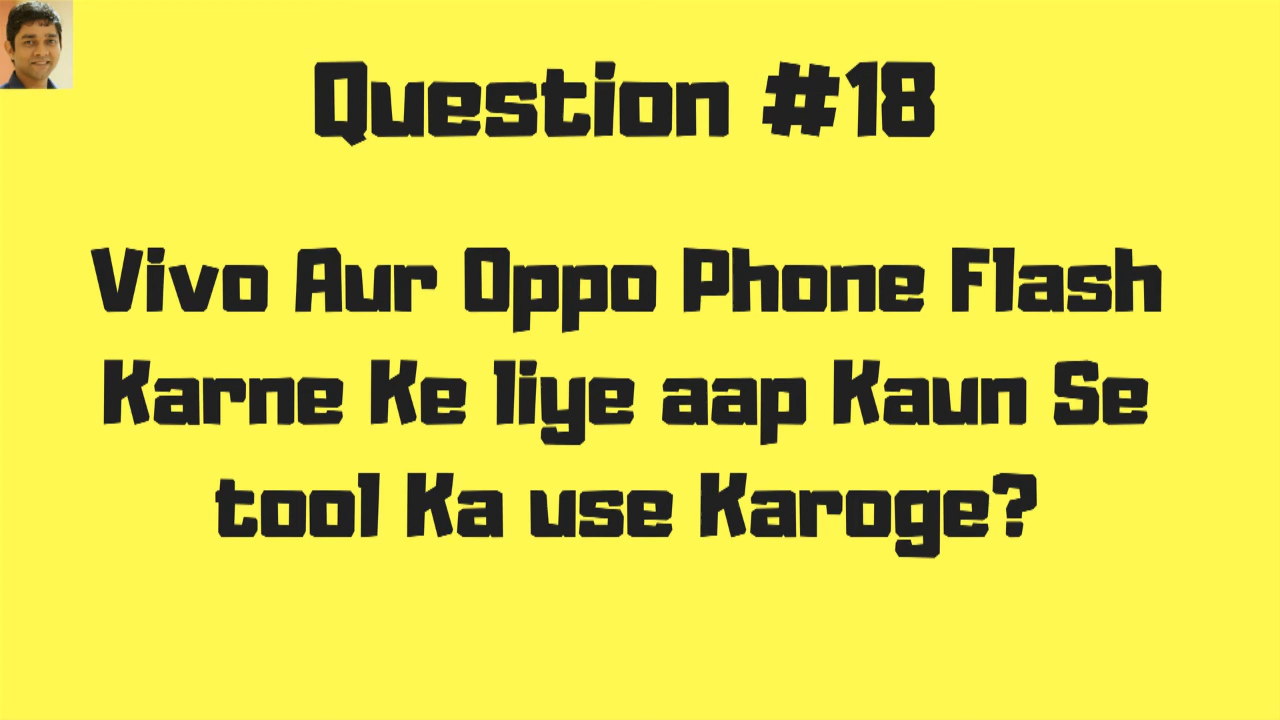 Question #18
Vivo Aur Oppo Phone Flash
Karne Ke liye aap Kaun Se
tool Ka use Karoge?